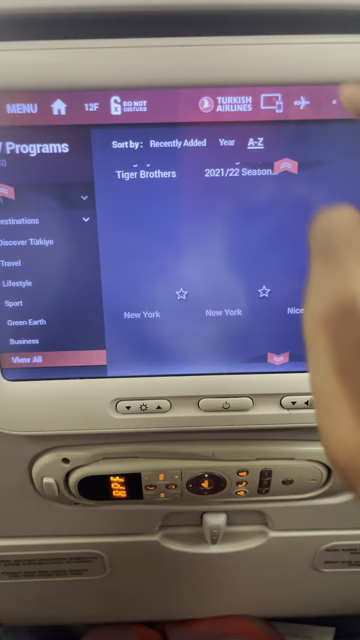 MENU 12F DO NOT DISTURB TURKISH AIRLINES
Programs
Sort by: Recently Added Year A-Z
Tiger Brothers 2021/22 Season...
estinations
Discover Türkiye
Travel
Lifestyle
Sport
New York New York Nice
Green Earth
Business
View All